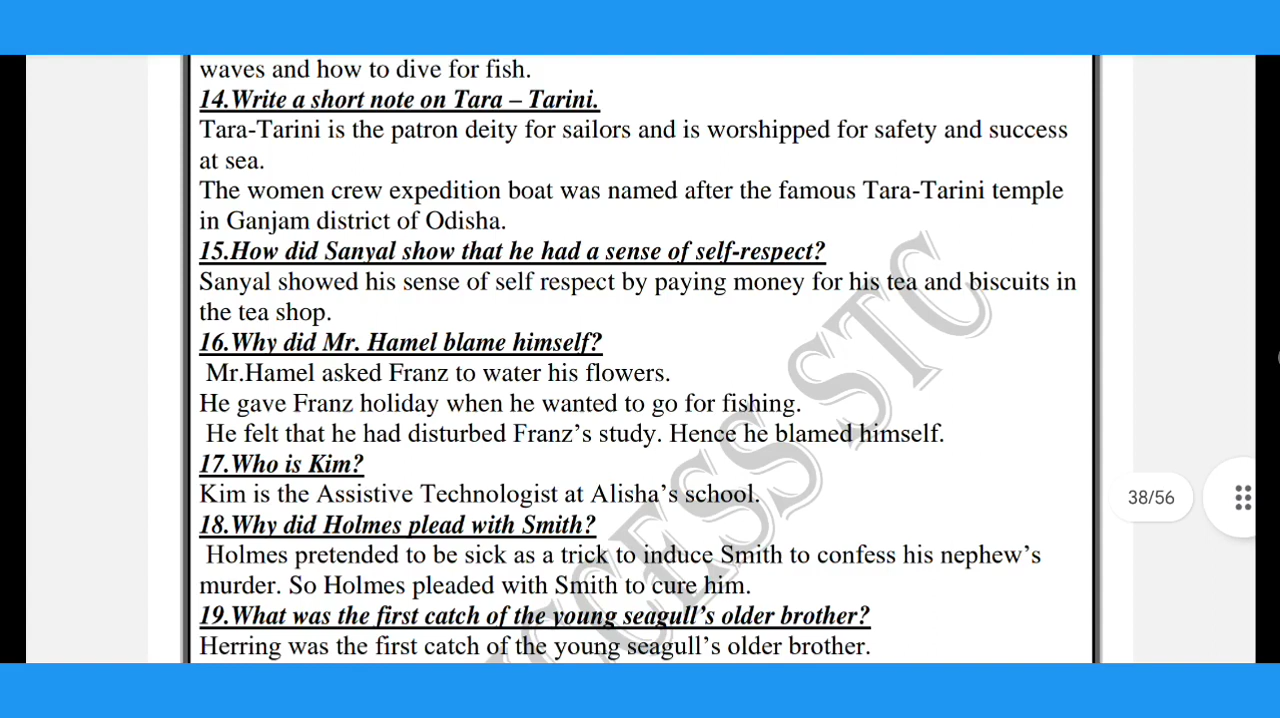 waves and how to dive for fish.
14.Write a short note on Tara – Tarini.
Tara-Tarini is the patron deity for sailors and is worshipped for safety and success
at sea.
The women crew expedition boat was named after the famous Tara-Tarini temple
in Ganjam district of Odisha.
15.How did Sanyal show that he had a sense of self-respect?
Sanyal showed his sense of self respect by paying money for his tea and biscuits in
the tea shop.
16.Why did Mr. Hamel blame himself?
Mr.Hamel asked Franz to water his flowers.
He gave Franz holiday when he wanted to go for fishing.
He felt that he had disturbed Franz’s study. Hence he blamed himself.
17.Who is Kim?
Kim is the Assistive Technologist at Alisha’s school.
38/56
18.Why did Holmes plead with Smith?
Holmes pretended to be sick as a trick to induce Smith to confess his nephew’s
murder. So Holmes pleaded with Smith to cure him.
19.What was the first catch of the young seagull’s older brother?
Herring was the first catch of the young seagull’s older brother.
CCESS STC